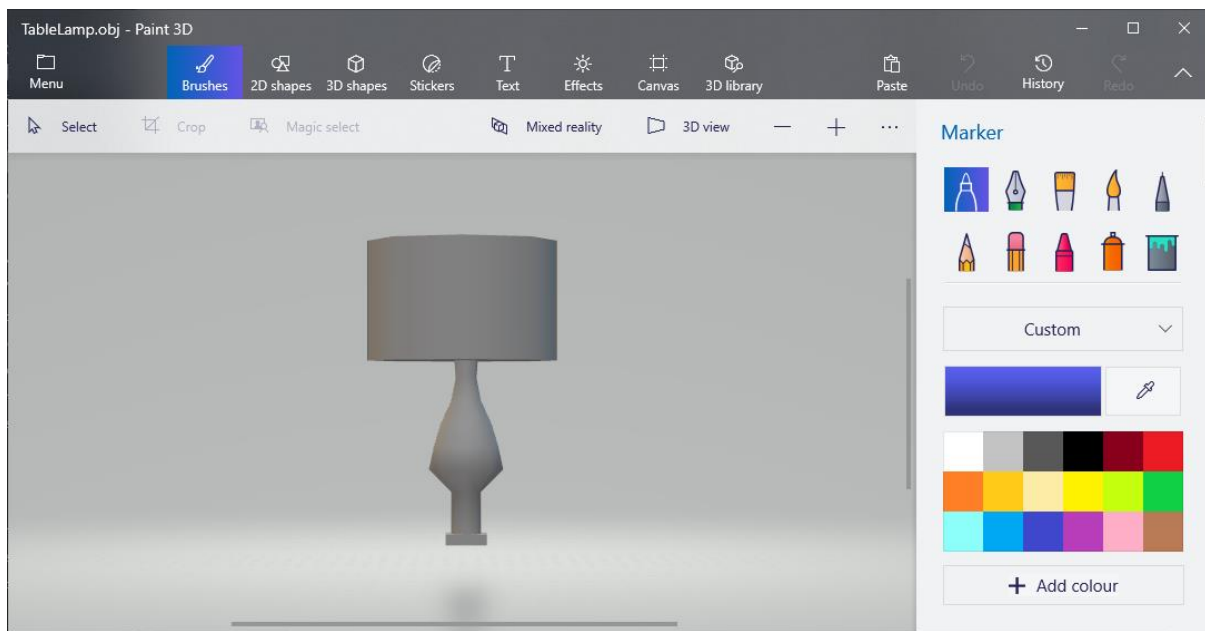 TableLamp.obj - Paint 3D
Menu
Brushes
2D shapes
3D shapes
Stickers
Text
Effects
Canvas
3D library
Paste
Undo
History
Redo
Select
Crop
Magic select
Mixed reality
3D view
Marker
Custom
Add colour